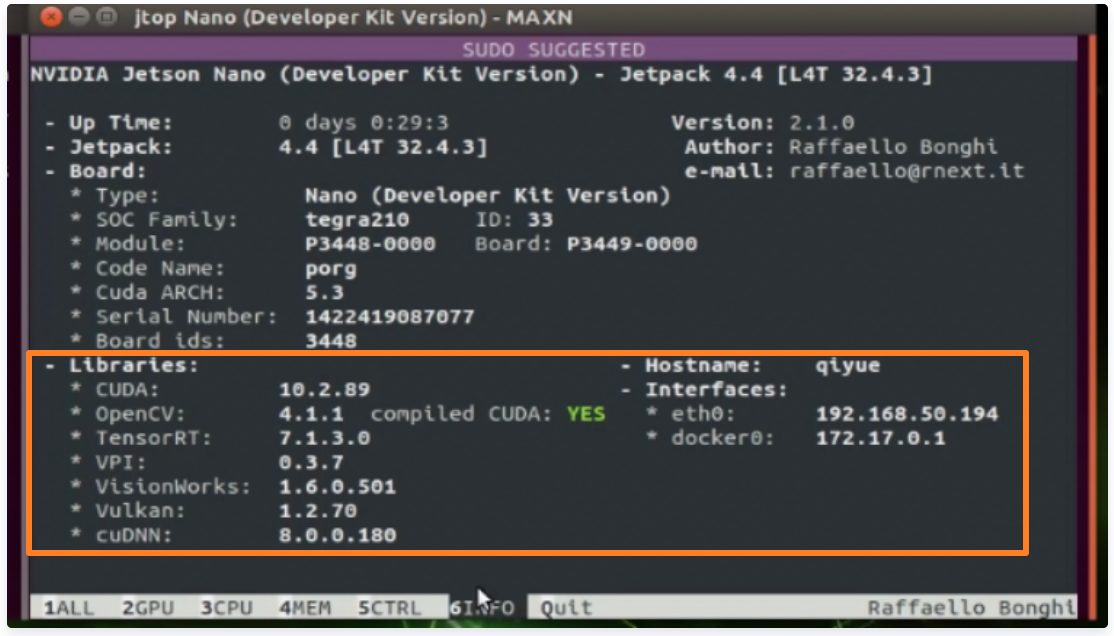 jtop Nano (Developer Kit Version) - MAXN
SUDO SUGGESTED
NVIDIA Jetson Nano (Developer Kit Version) - Jetpack 4.4 [L4T 32.4.3]
- Up Time: 0 days 0:29:3 Version: 2.1.0
- Jetpack: 4.4 [L4T 32.4.3] Author: Raffaello Bonghi
- Board: e-mail: raffaello@rnext.it
* Type: Nano (Developer Kit Version)
* SOC Family: tegra210 ID: 33
* Module: P3448-0000 Board: P3449-0000
* Code Name: porg
* Cuda ARCH: 5.3
* Serial Number: 1422419087077
* Board ids: 3448
- Libraries: - Hostname: qiyue
* CUDA: 10.2.89 - Interfaces:
* OpenCV: 4.1.1 compiled CUDA: YES * eth0: 192.168.50.194
* TensorRT: 7.1.3.0 * docker0: 172.17.0.1
* VPI: 0.3.7
* VisionWorks: 1.6.0.501
* Vulkan: 1.2.70
* cuDNN: 8.0.0.180
1ALL 2GPU 3CPU 4MEM 5CTRL 6INFO Quit Raffaello Bonghi